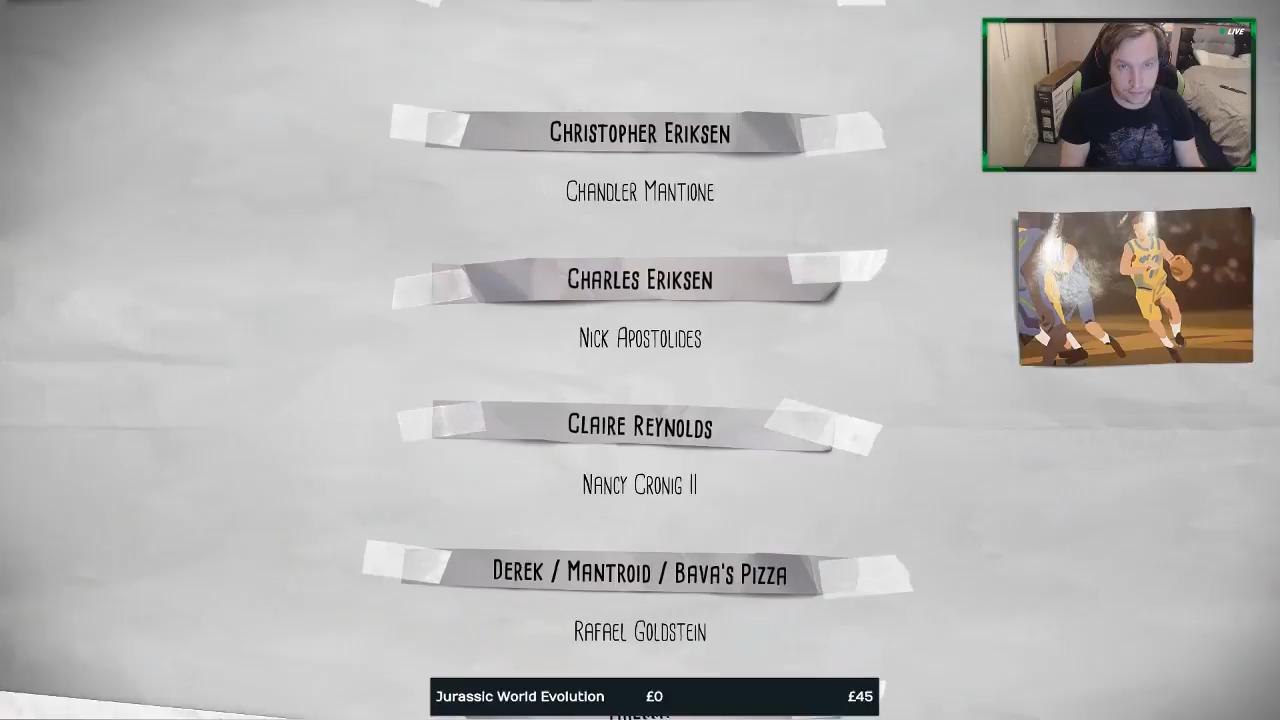 LIVE
CHRISTOPHER ERIKSEN
CHANDLER MANTIONE
CHARLES ERIKSEN
NICK APOSTOLIDES
CLAIRE REYNOLDS
NANCY CRONIG II
DEREK / MANTROID / BAVA'S PIZZA
RAFAEL GOLDSTEIN
Jurassic World Evolution £0 £45